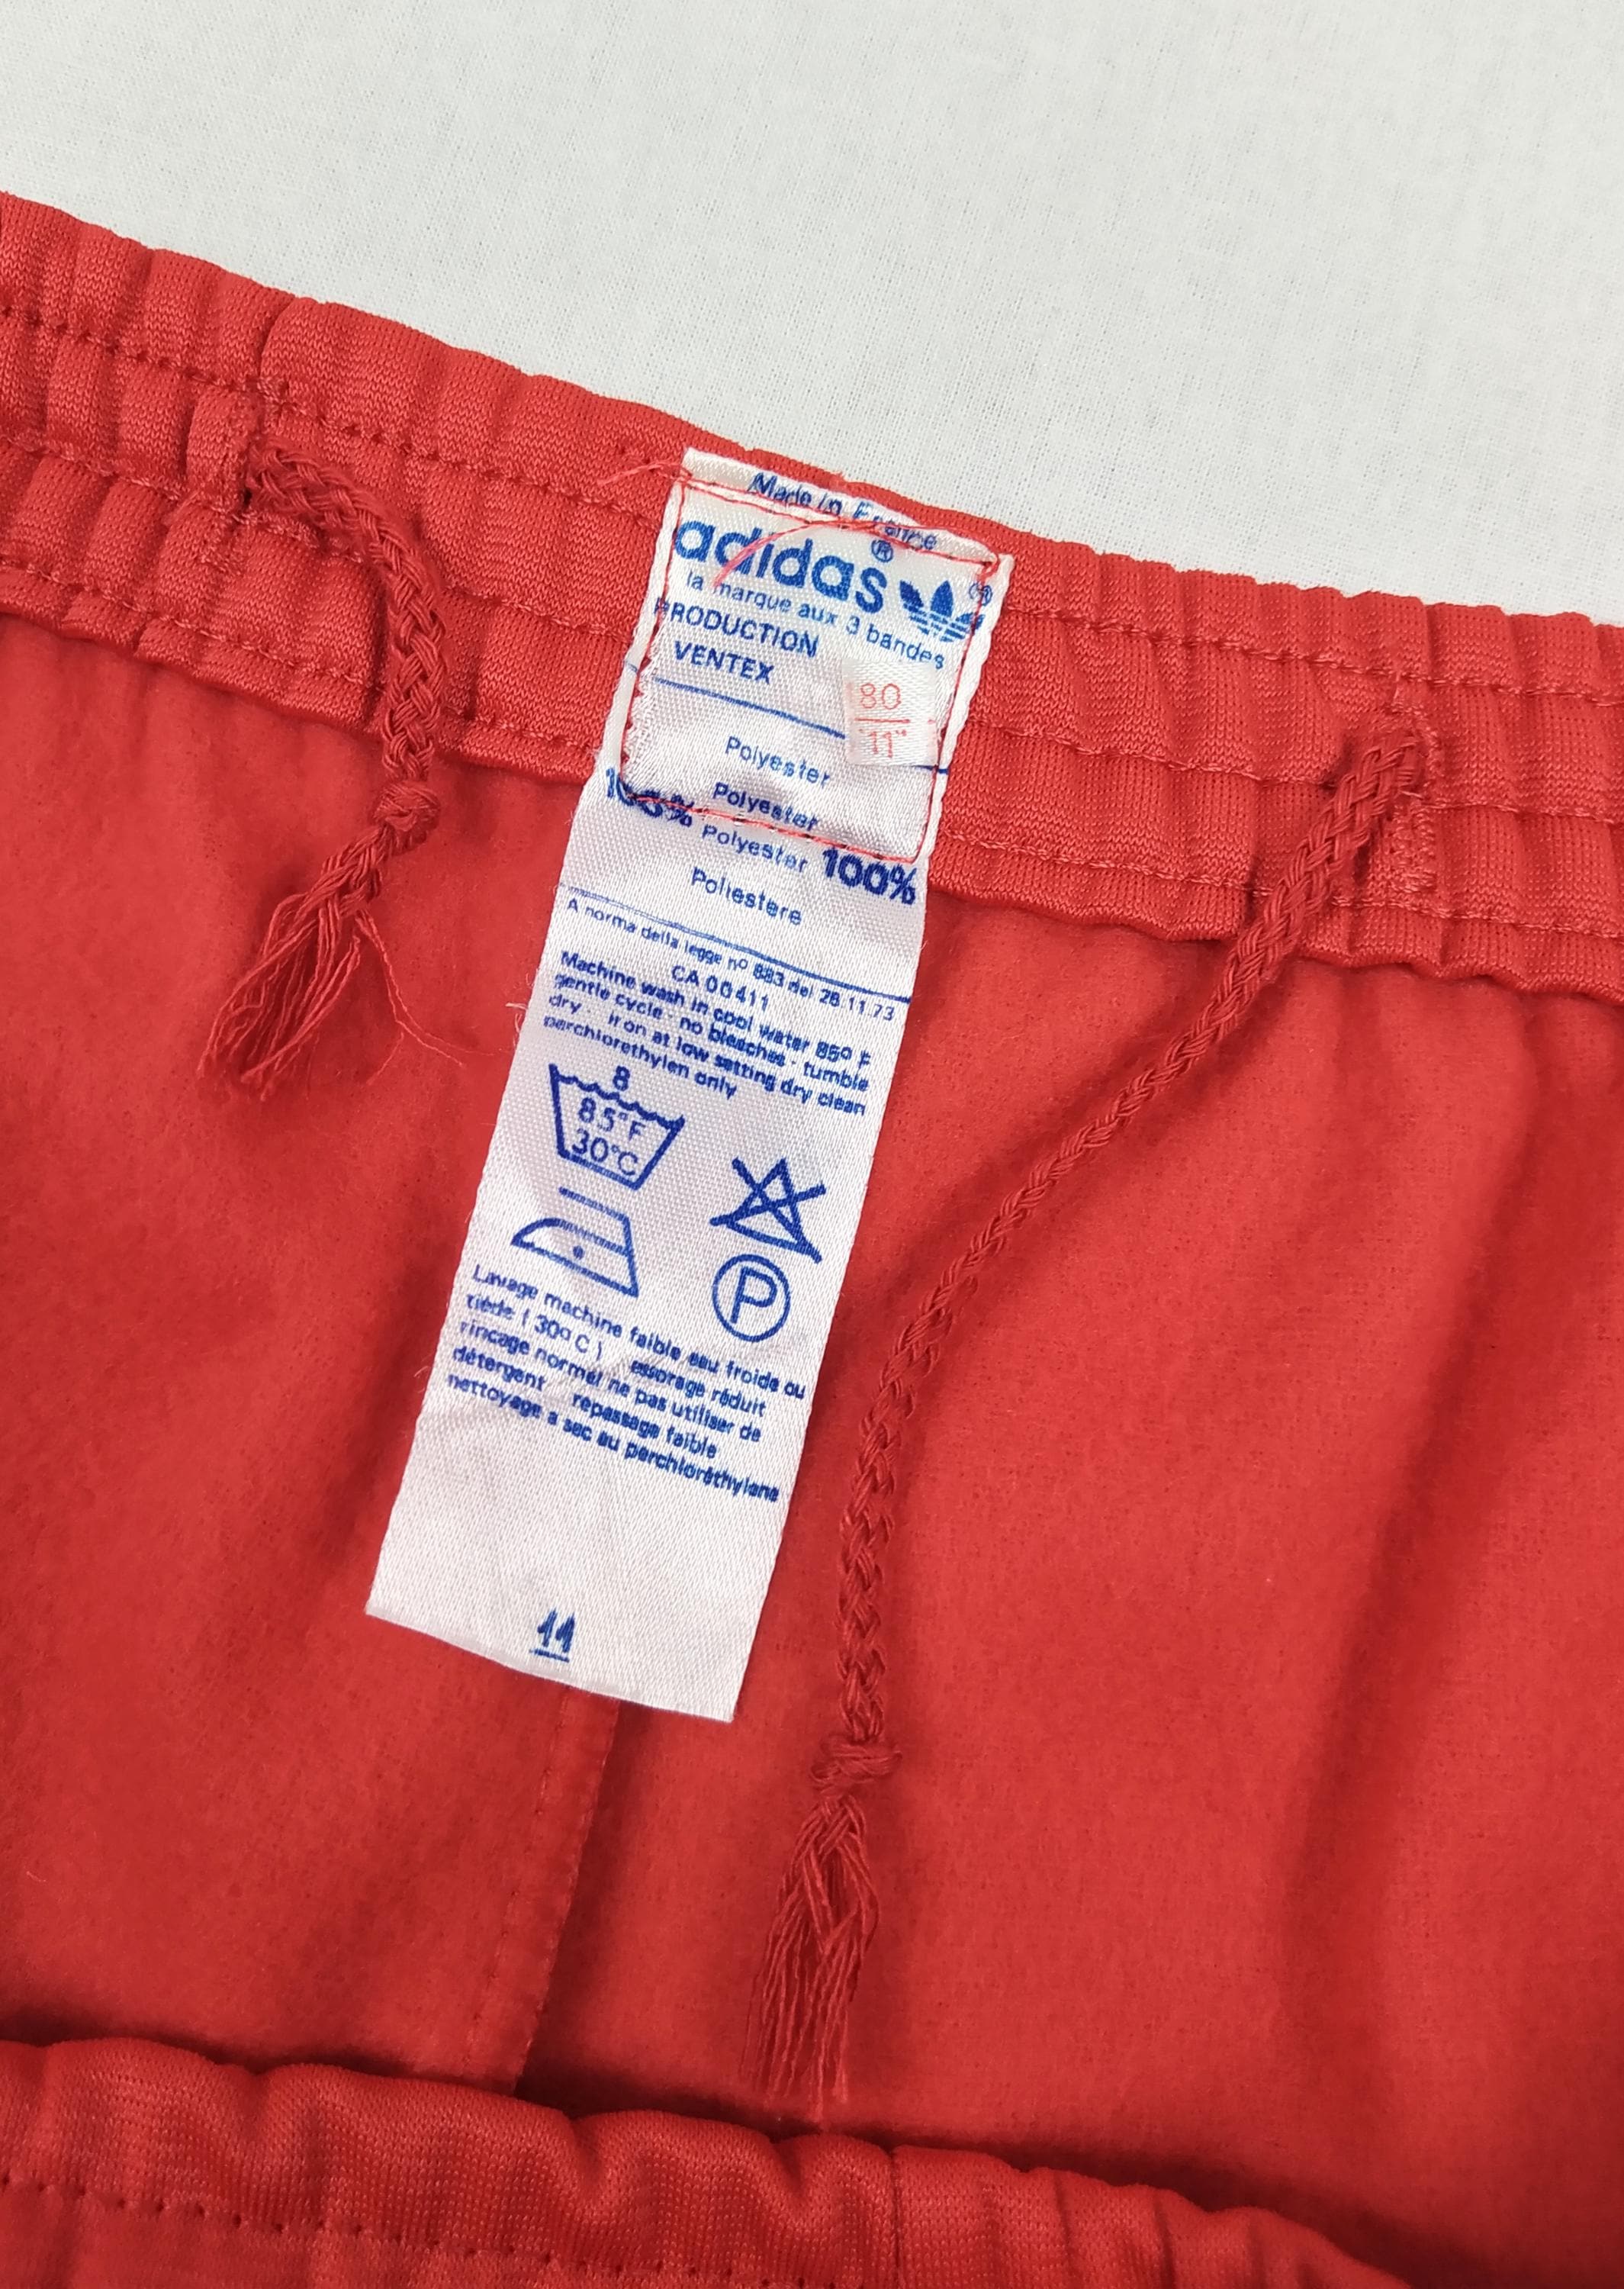 Made in France
adidas®
®
la marque aux 3 bandes
PRODUCTION
VENTEX
80
11"
Polyester
Polyester
100% Polyester 100%
Poliestere
A norma della legge nº 883 del 26.11.73
CA 00411
Machine wash in cool water 85º F
gentle cycle - no bleaches - tumble
dry - iron at low setting dry clean
perchlorethylen only
8
85°F
30°C
P
Lavage machine faible eau froide ou
tiède ( 30º C ) essorage réduit
rincage normal ne pas utiliser de
détergent repassage faible
nettoyage a sec au perchloréthylene
11